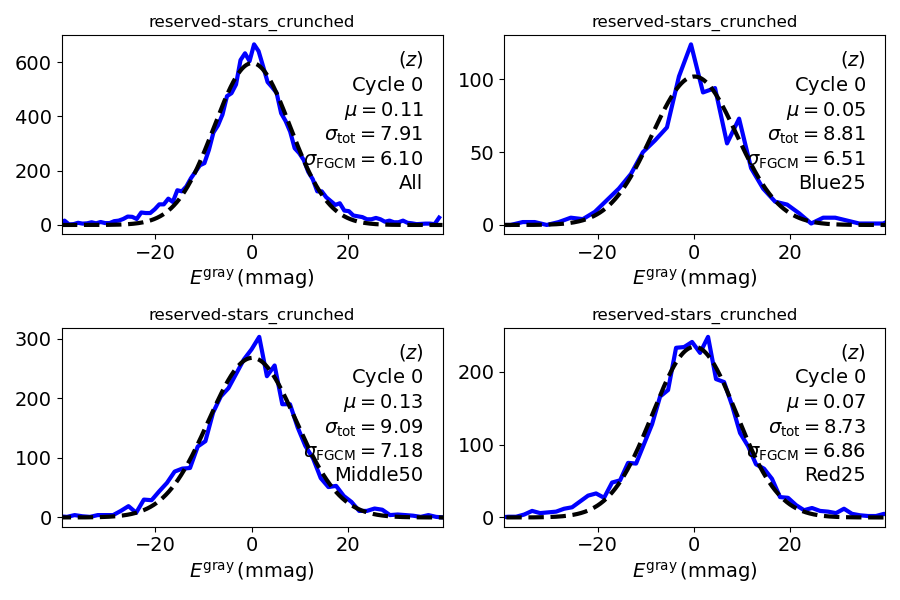 reserved-stars_crunched
(z)
Cycle 0
μ = 0.11
σtot = 7.91
σFGCM = 6.10
All
600
400
200
0
−20
0
20
E^gray (mmag)
reserved-stars_crunched
(z)
Cycle 0
μ = 0.05
σtot = 8.81
σFGCM = 6.51
Blue25
100
50
0
−20
0
20
E^gray (mmag)
reserved-stars_crunched
(z)
Cycle 0
μ = 0.13
σtot = 9.09
σFGCM = 7.18
Middle50
300
200
100
0
−20
0
20
E^gray (mmag)
reserved-stars_crunched
(z)
Cycle 0
μ = 0.07
σtot = 8.73
σFGCM = 6.86
Red25
200
100
0
−20
0
20
E^gray (mmag)